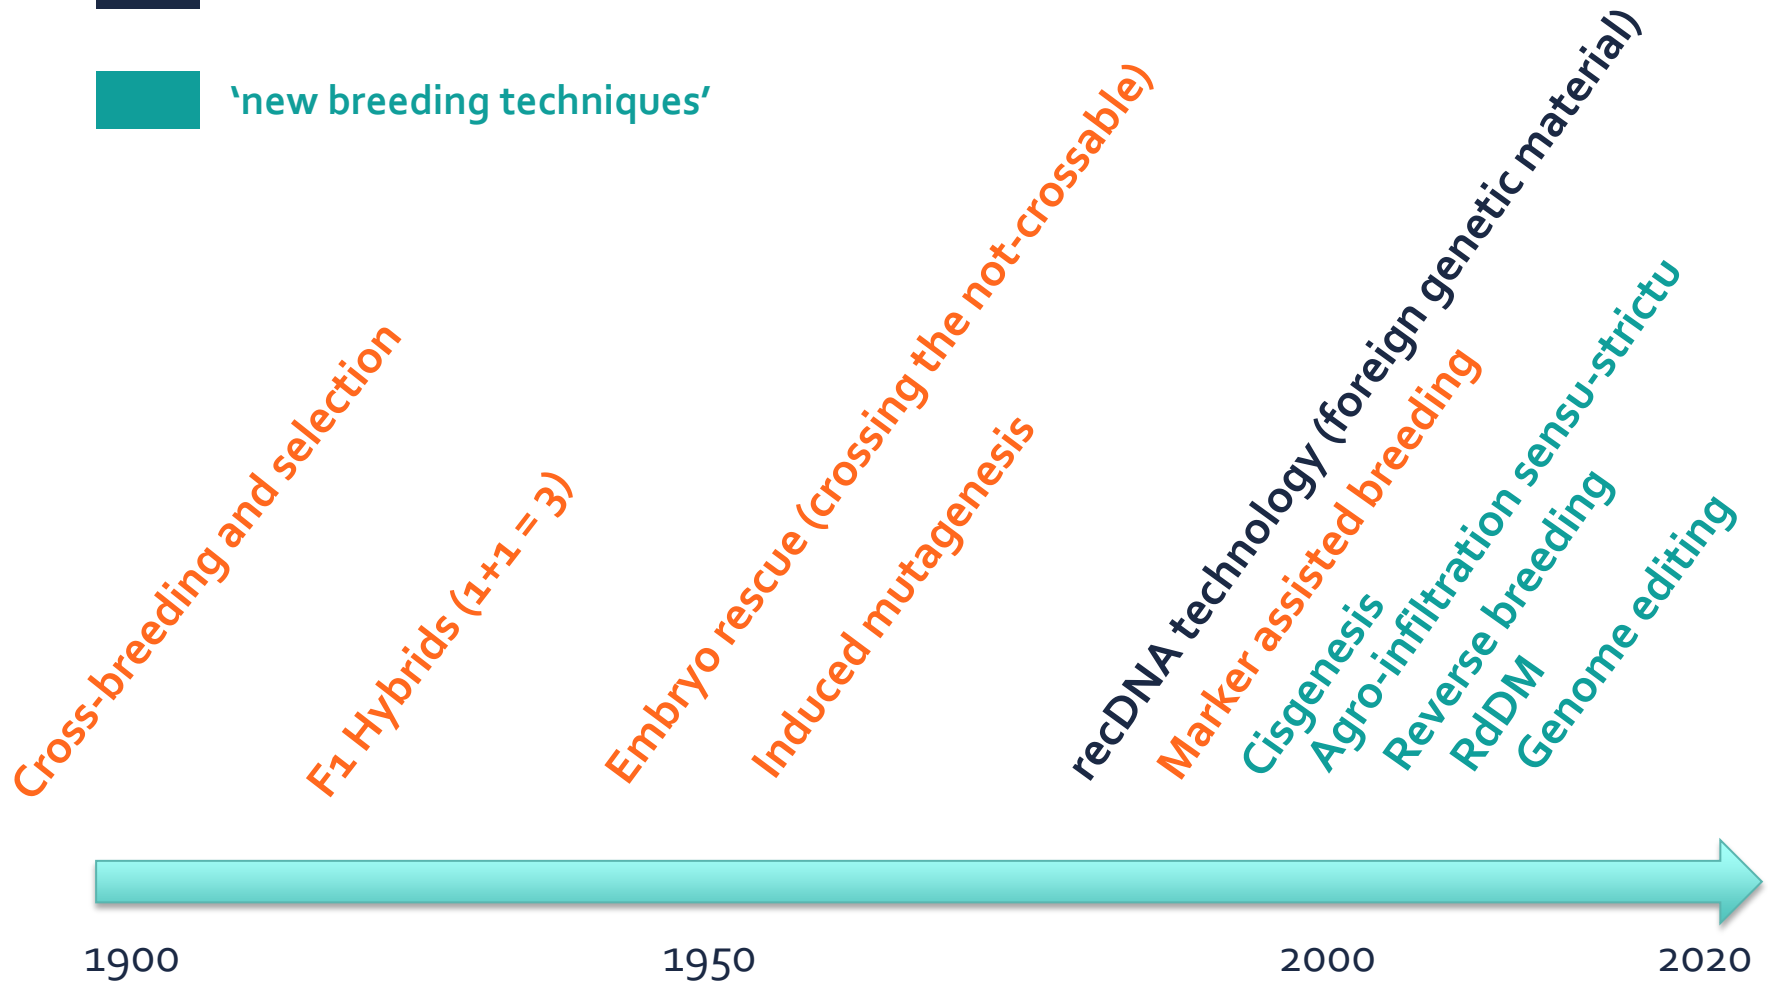 ‘new breeding techniques’
Cross-breeding and selection
F1 Hybrids (1+1 = 3)
Embryo rescue (crossing the not-crossable)
Induced mutagenesis
recDNA technology (foreign genetic material)
Marker assisted breeding
Cisgenesis
Agro-infiltration sensu-strictu
Reverse breeding
RdDM
Genome editing
1900
1950
2000
2020